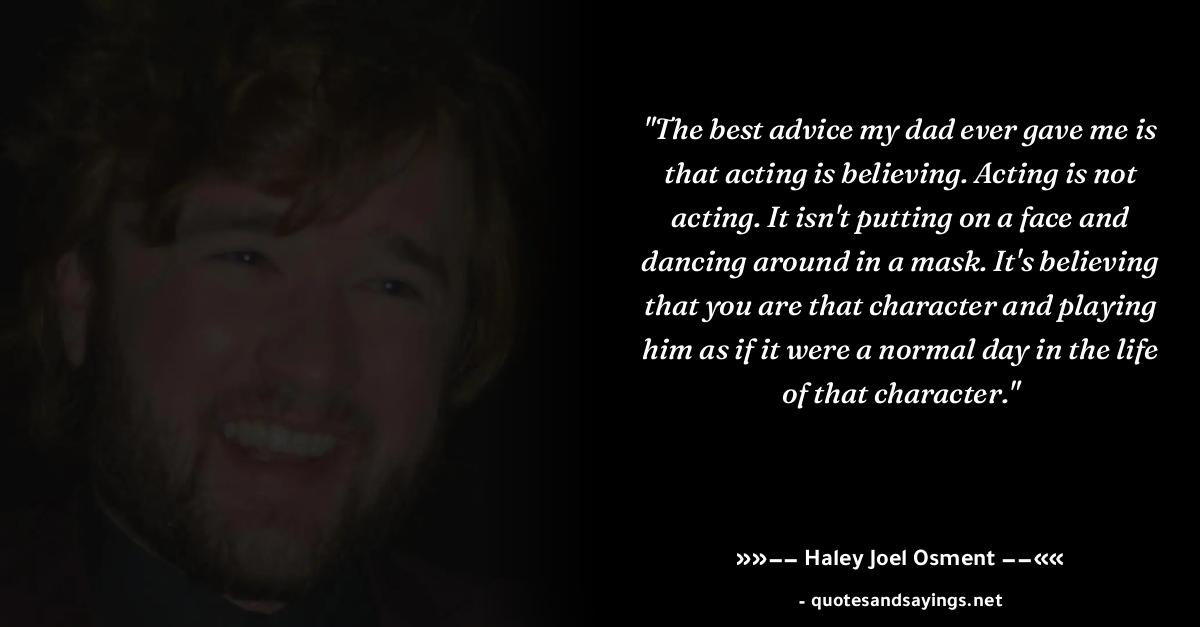 "The best advice my dad ever gave me is
that acting is believing. Acting is not
acting. It isn't putting on a face and
dancing around in a mask. It's believing
that you are that character and playing
him as if it were a normal day in the life
of that character."
»»–– Haley Joel Osment ––««
- quotesandsayings.net